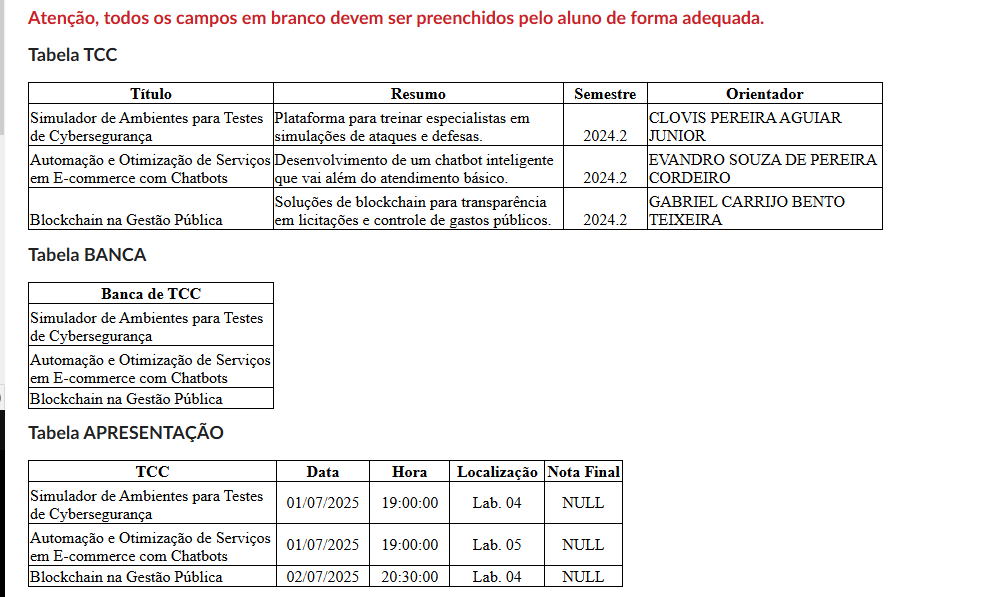 Atenção, todos os campos em branco devem ser preenchidos pelo aluno de forma adequada.
Tabela TCC
Título Resumo Semestre Orientador
Simulador de Ambientes para Testes de Cybersegurança Plataforma para treinar especialistas em simulações de ataques e defesas. 2024.2 CLOVIS PEREIRA AGUIAR JUNIOR
Automação e Otimização de Serviços em E-commerce com Chatbots Desenvolvimento de um chatbot inteligente que vai além do atendimento básico. 2024.2 EVANDRO SOUZA DE PEREIRA CORDEIRO
Blockchain na Gestão Pública Soluções de blockchain para transparência em licitações e controle de gastos públicos. 2024.2 GABRIEL CARRIJO BENTO TEIXEIRA
Tabela BANCA
Banca de TCC
Simulador de Ambientes para Testes
de Cybersegurança
Automação e Otimização de Serviços
em E-commerce com Chatbots
Blockchain na Gestão Pública
Tabela APRESENTAÇÃO
TCC Data Hora Localização Nota Final
Simulador de Ambientes para Testes de Cybersegurança 01/07/2025 19:00:00 Lab. 04 NULL
Automação e Otimização de Serviços em E-commerce com Chatbots 01/07/2025 19:00:00 Lab. 05 NULL
Blockchain na Gestão Pública 02/07/2025 20:30:00 Lab. 04 NULL